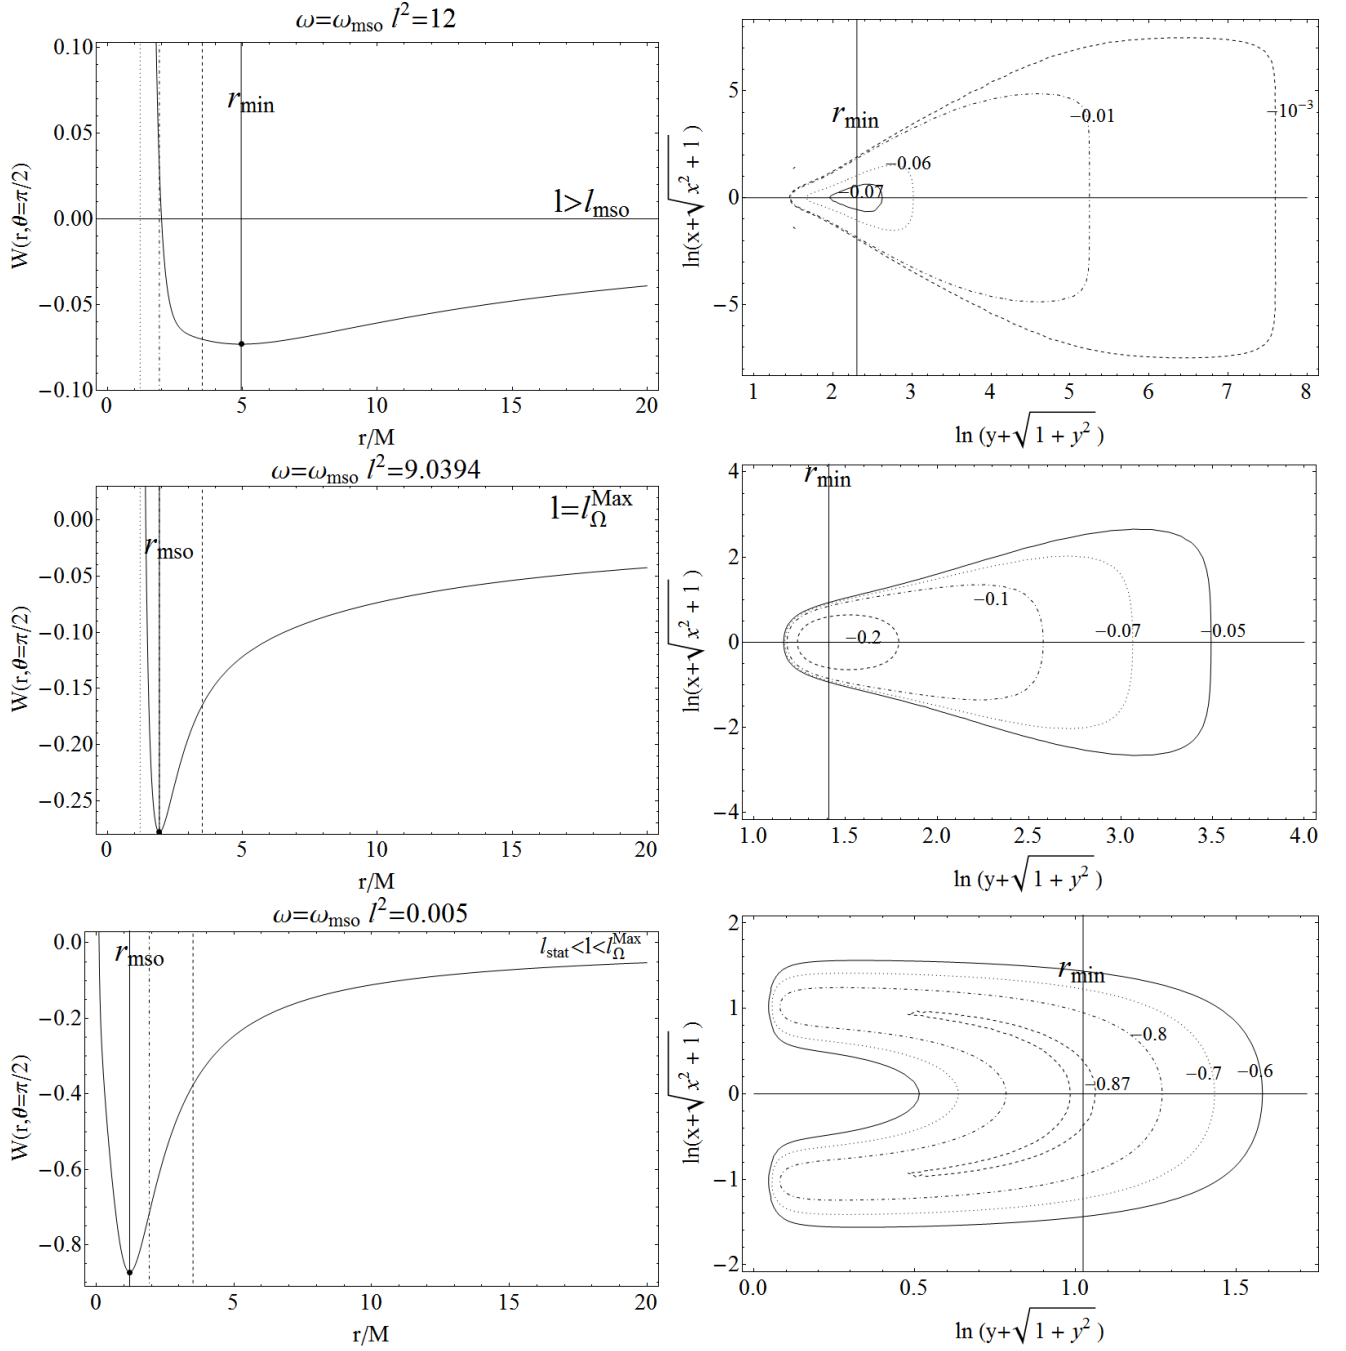 ω=ω_mso l²=12
0.10
0.05
0.00
−0.05
−0.10
W(r,θ=π/2)
r_min
l>l_mso
0 5 10 15 20
r/M
5
0
−5
ln(x+√x²+1 )
r_min
−0.01
−10⁻³
−0.06
−0.07
1 2 3 4 5 6 7 8
ln (y+√1+y² )
ω=ω_mso l²=9.0394
0.00
−0.05
−0.10
−0.15
−0.20
−0.25
W(r,θ=π/2)
r_mso
l=l_Ω^Max
0 5 10 15 20
r/M
4
2
0
−2
−4
ln(x+√x²+1 )
r_min
−0.1
−0.2
−0.07
−0.05
1.0 1.5 2.0 2.5 3.0 3.5 4.0
ln (y+√1+y² )
ω=ω_mso l²=0.005
0.0
−0.2
−0.4
−0.6
−0.8
W(r,θ=π/2)
r_mso
l_stat<l<l_Ω^Max
0 5 10 15 20
r/M
2
1
0
−1
−2
ln(x+√x²+1 )
r_min
−0.8
−0.87
−0.7
−0.6
0.0 0.5 1.0 1.5
ln (y+√1+y² )